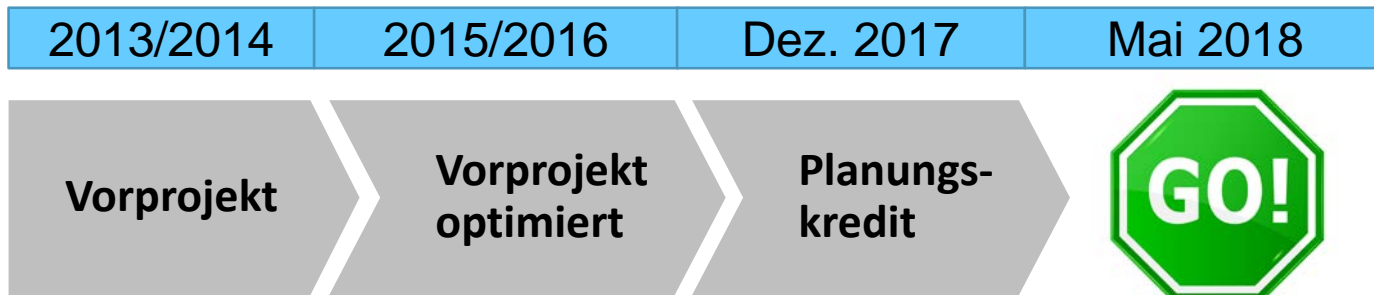 2013/2014 2015/2016 Dez. 2017 Mai 2018
Vorprojekt
Vorprojekt
optimiert
Planungs-
kredit
GO!